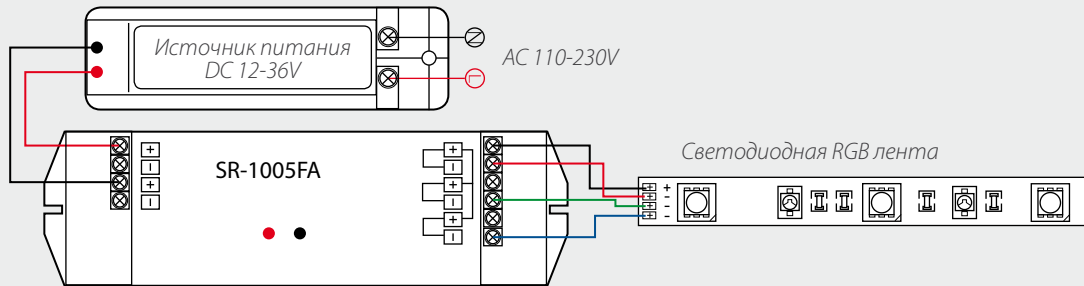 Источник питания
DC 12-36V
N
L
AC 110-230V
SR-1005FA
+
-
+
-
+
-
+
-
+
-
Светодиодная RGB лента
+
-
-
-